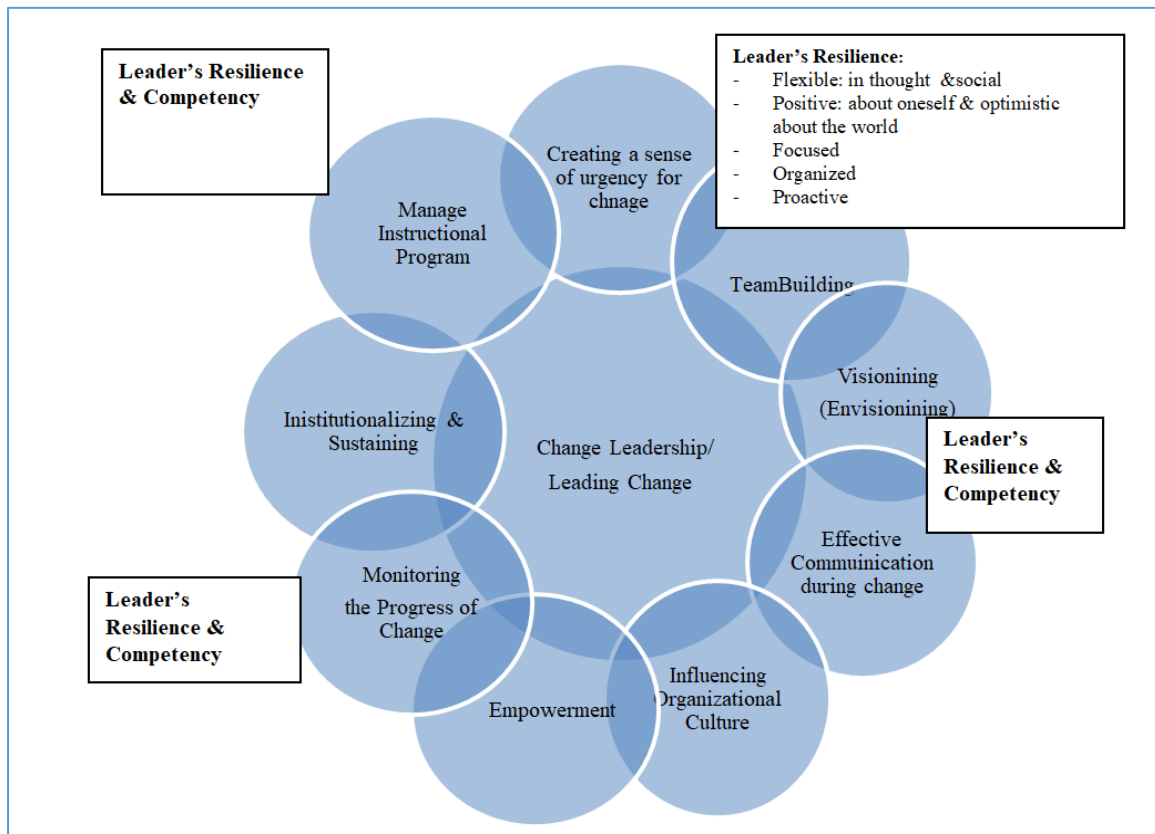 Leader's Resilience
& Competency
Leader's Resilience:
- Flexible: in thought &social
- Positive: about oneself & optimistic
about the world
- Focused
- Organized
- Proactive
Creating a sense
of urgency for
chnage
Manage
Instructional
Program
TeamBuilding
Visionining
(Envisionining)
Leader's
Resilience &
Competency
Inistitutionalizing &
Sustaining
Change Leadership/
Leading Change
Effective
Commuinication
during change
Monitoring
the Progress of
Change
Leader's
Resilience &
Competency
Empowerment
Influencing
Organizational
Culture